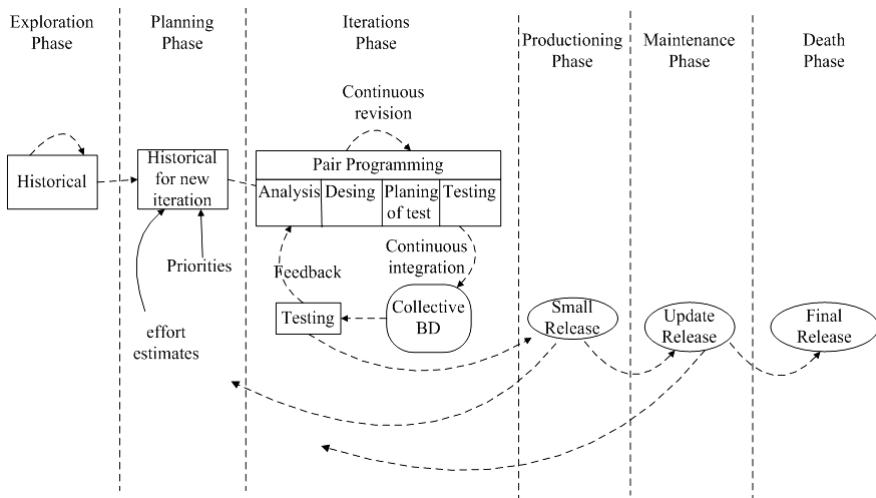 Exploration
Phase
Planning
Phase
Iterations
Phase
Productioning
Phase
Maintenance
Phase
Death
Phase
Continuous
revision
Historical
Historical
for new
iteration
Pair Programming
Analysis
Desing
Planing
of test
Testing
Priorities
effort
estimates
Feedback
Continuous
integration
Testing
Collective
BD
Small
Release
Update
Release
Final
Release